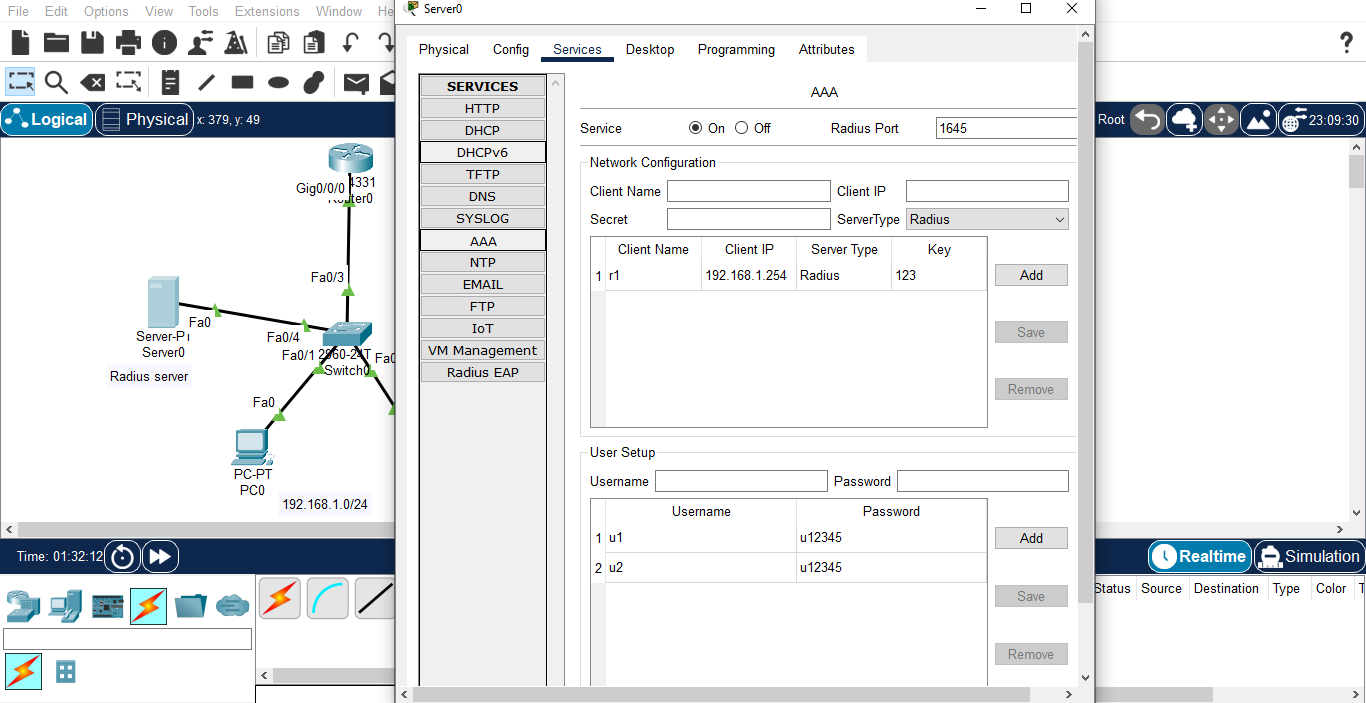 File Edit Options View Tools Extensions Window He
Server0
Physical Config Services Desktop Programming Attributes
Logical
Physical
x: 379, y: 49
Root
23:09:30
SERVICES
HTTP
DHCP
DHCPv6
TFTP
DNS
SYSLOG
AAA
NTP
EMAIL
FTP
IoT
VM Management
Radius EAP
AAA
Service On Off Radius Port 1645
Network Configuration
Client Name Client IP
Secret ServerType Radius
Client Name Client IP Server Type Key
1 r1 192.168.1.254 Radius 123
Add
Save
Remove
User Setup
Username Password
Username Password
1 u1 u12345
2 u2 u12345
Add
Save
Remove
4331
Gig0/0/0
Router0
Fa0/3
Fa0
Server-PT
Server0
Radius server
Fa0/4
Fa0/1
2960-24T
Fa0
Switch0
Fa0
PC-PT
PC0
192.168.1.0/24
Time: 01:32:12
Realtime
Simulation
Status Source Destination Type Color T